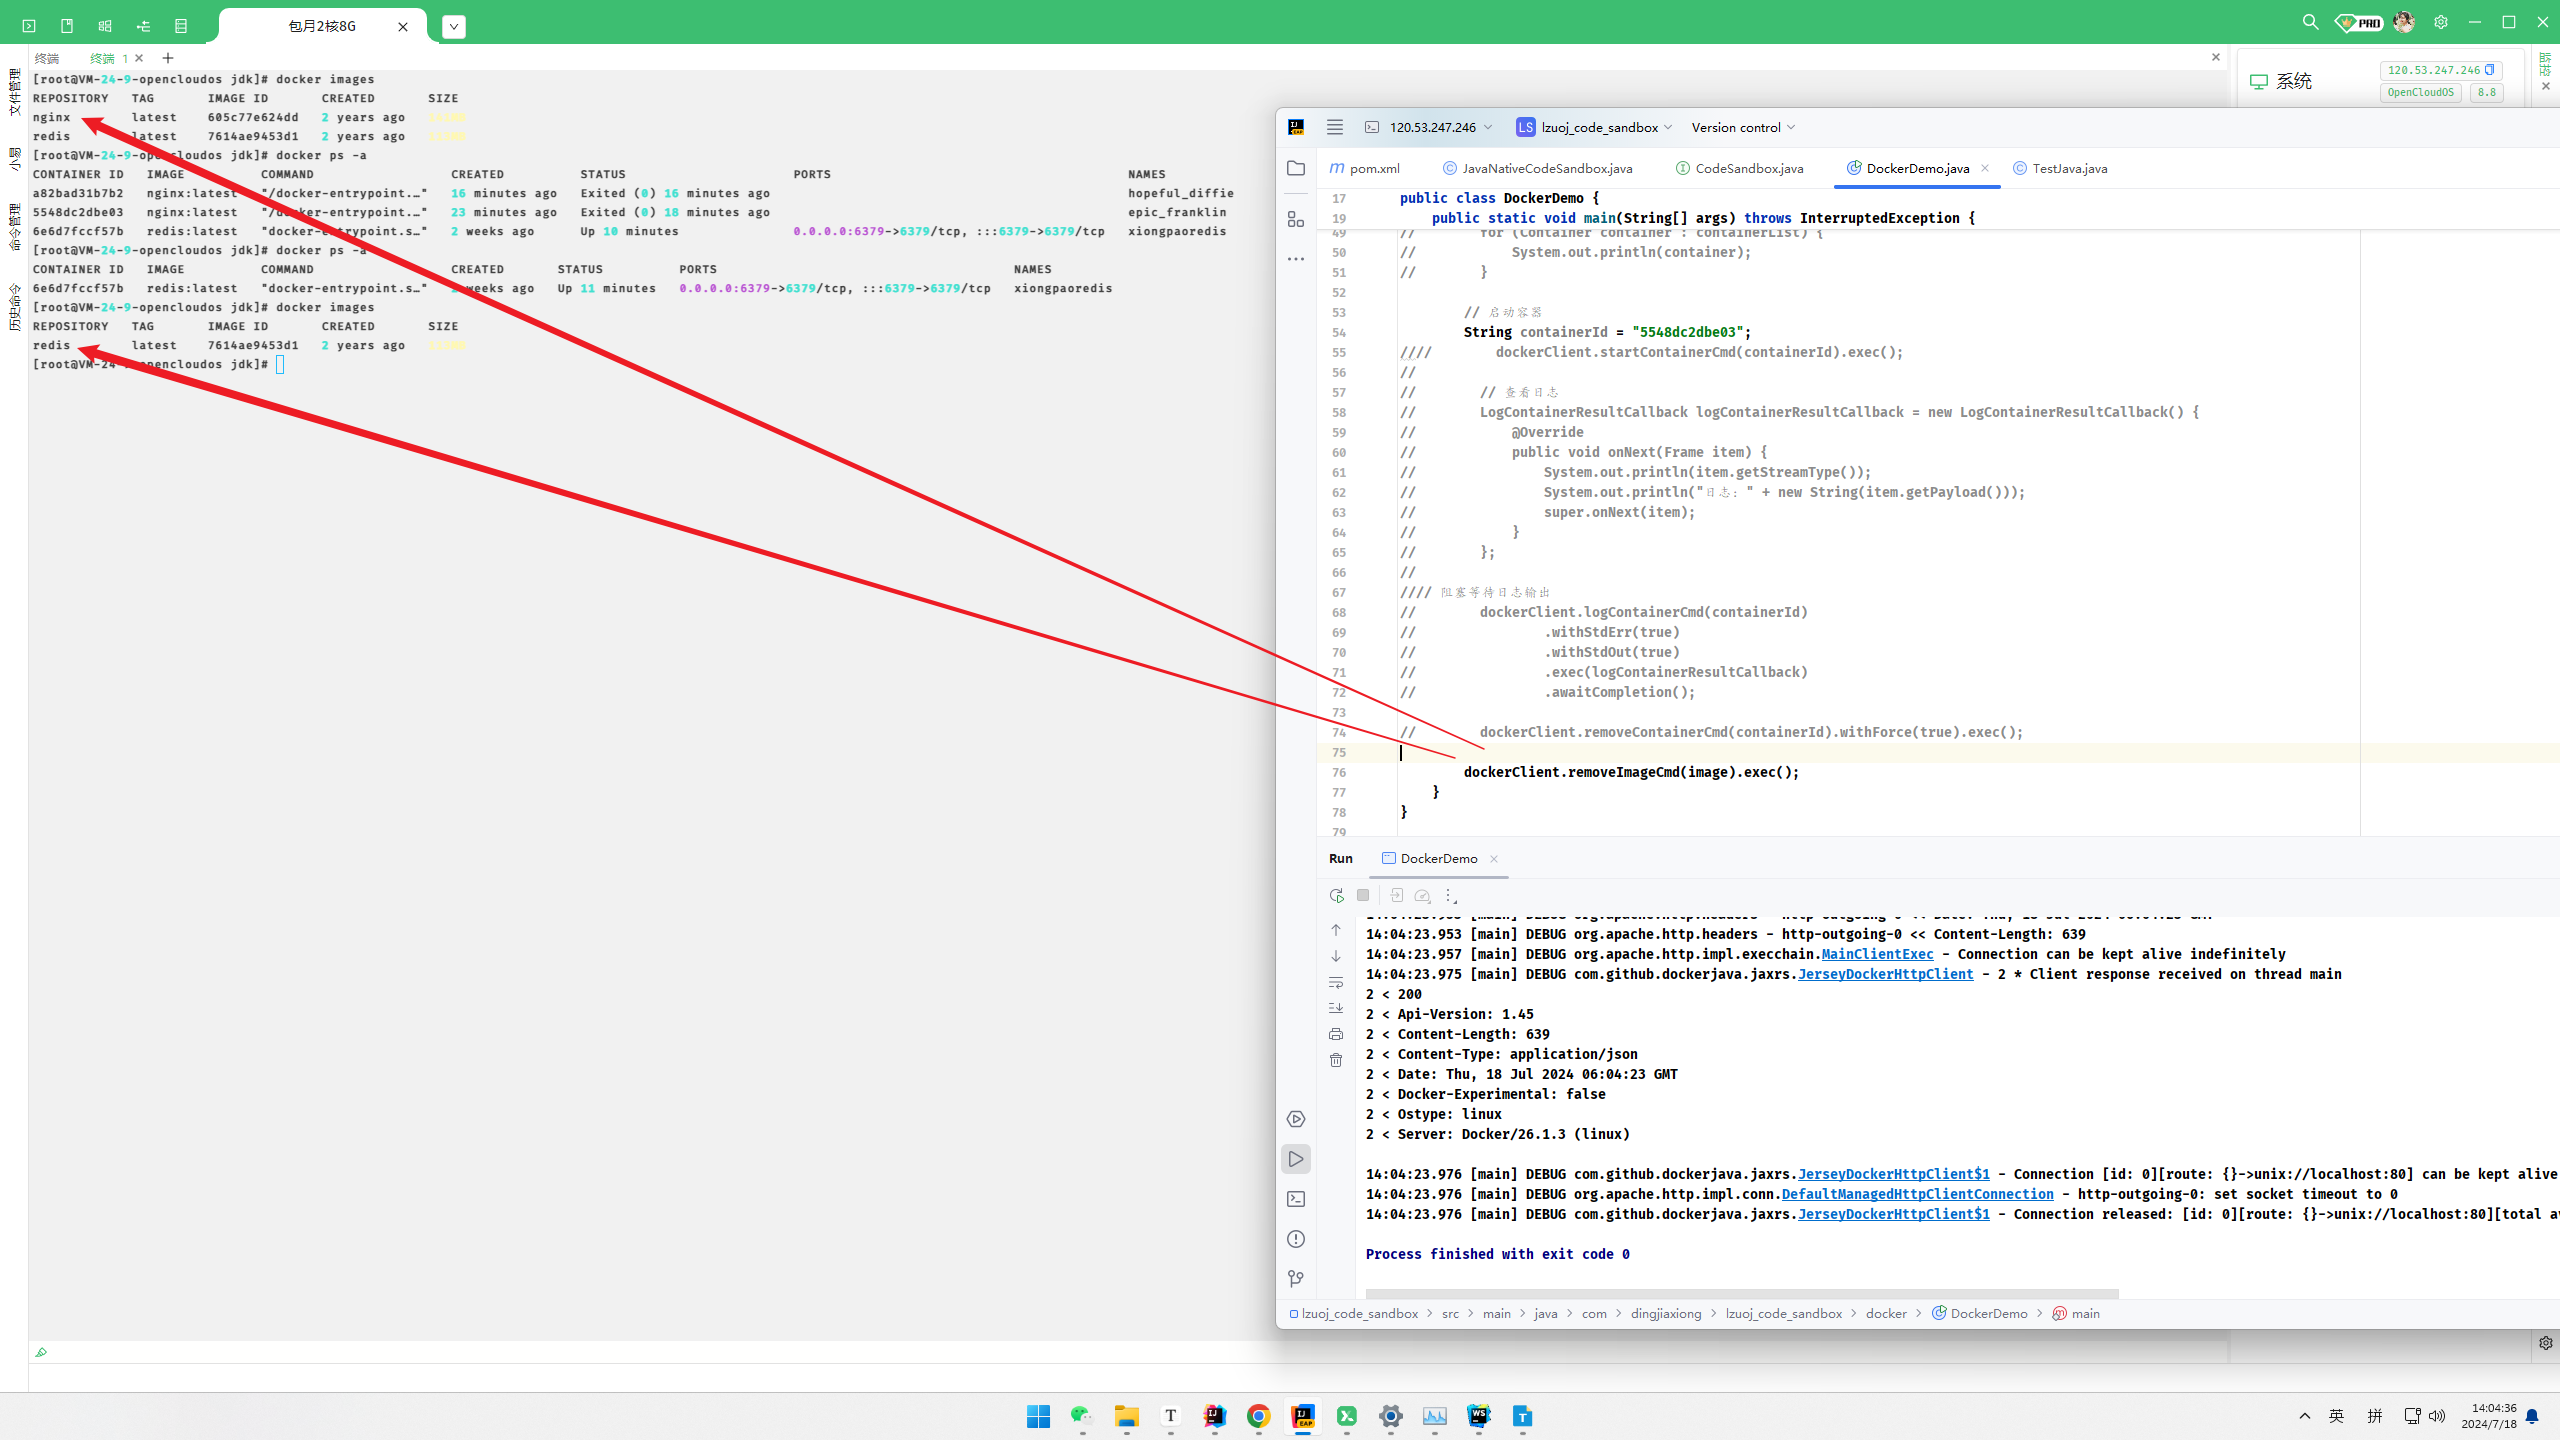 包月2核8G
PRO
终端
终端 1
文件管理
小易
命令管理
历史命令
[root@VM-24-9-opencloudos jdk]# docker images
REPOSITORY TAG IMAGE ID CREATED SIZE
nginx latest 605c77e624dd 2 years ago
redis latest 7614ae9453d1 2 years ago
[root@VM-24-9-opencloudos jdk]# docker ps -a
CONTAINER ID IMAGE COMMAND CREATED STATUS PORTS NAMES
a82bad31b7b2 nginx:latest "/docker-entrypoint.…" 16 minutes ago Exited (0) 16 minutes ago hopeful_diffie
5548dc2dbe03 nginx:latest "/docker-entrypoint.…" 23 minutes ago Exited (0) 18 minutes ago epic_franklin
6e6d7fccf57b redis:latest "docker-entrypoint.s…" 2 weeks ago Up 10 minutes 0.0.0.0:6379->6379/tcp, :::6379->6379/tcp xiongpaoredis
[root@VM-24-9-opencloudos jdk]# docker ps -a
CONTAINER ID IMAGE COMMAND CREATED STATUS PORTS NAMES
6e6d7fccf57b redis:latest "docker-entrypoint.s…" 2 weeks ago Up 11 minutes 0.0.0.0:6379->6379/tcp, :::6379->6379/tcp xiongpaoredis
[root@VM-24-9-opencloudos jdk]# docker images
REPOSITORY TAG IMAGE ID CREATED SIZE
redis latest 7614ae9453d1 2 years ago
[root@VM-24-9-opencloudos jdk]#
系统
120.53.247.246
OpenCloudOS 8.8
监控
120.53.247.246
LS lzuoj_code_sandbox
Version control
pom.xml
JavaNativeCodeSandbox.java
CodeSandbox.java
DockerDemo.java
TestJava.java
17 public class DockerDemo {
19 public static void main(String[] args) throws InterruptedException {
49 // for (Container container : containerList) {
50 // System.out.println(container);
51 // }
52
53 // 启动容器
54 String containerId = "5548dc2dbe03";
55 //// dockerClient.startContainerCmd(containerId).exec();
56 //
57 // // 查看日志
58 // LogContainerResultCallback logContainerResultCallback = new LogContainerResultCallback() {
59 // @Override
60 // public void onNext(Frame item) {
61 // System.out.println(item.getStreamType());
62 // System.out.println("日志：" + new String(item.getPayload()));
63 // super.onNext(item);
64 // }
65 // };
66 //
67 //// 阻塞等待日志输出
68 // dockerClient.logContainerCmd(containerId)
69 // .withStdErr(true)
70 // .withStdOut(true)
71 // .exec(logContainerResultCallback)
72 // .awaitCompletion();
73
74 // dockerClient.removeContainerCmd(containerId).withForce(true).exec();
75
76 dockerClient.removeImageCmd(image).exec();
77 }
78 }
79
Run DockerDemo
14:04:23.953 [main] DEBUG org.apache.http.headers - http-outgoing-0 << Content-Length: 639
14:04:23.957 [main] DEBUG org.apache.http.impl.execchain.MainClientExec - Connection can be kept alive indefinitely
14:04:23.975 [main] DEBUG com.github.dockerjava.jaxrs.JerseyDockerHttpClient - 2 * Client response received on thread main
2 < 200
2 < Api-Version: 1.45
2 < Content-Length: 639
2 < Content-Type: application/json
2 < Date: Thu, 18 Jul 2024 06:04:23 GMT
2 < Docker-Experimental: false
2 < Ostype: linux
2 < Server: Docker/26.1.3 (linux)
14:04:23.976 [main] DEBUG com.github.dockerjava.jaxrs.JerseyDockerHttpClient$1 - Connection [id: 0][route: {}->unix://localhost:80] can be kept alive
14:04:23.976 [main] DEBUG org.apache.http.impl.conn.DefaultManagedHttpClientConnection - http-outgoing-0: set socket timeout to 0
14:04:23.976 [main] DEBUG com.github.dockerjava.jaxrs.JerseyDockerHttpClient$1 - Connection released: [id: 0][route: {}->unix://localhost:80][total
Process finished with exit code 0
lzuoj_code_sandbox > src > main > java > com > dingjiaxiong > lzuoj_code_sandbox > docker > DockerDemo > main
英
拼
14:04:36
2024/7/18